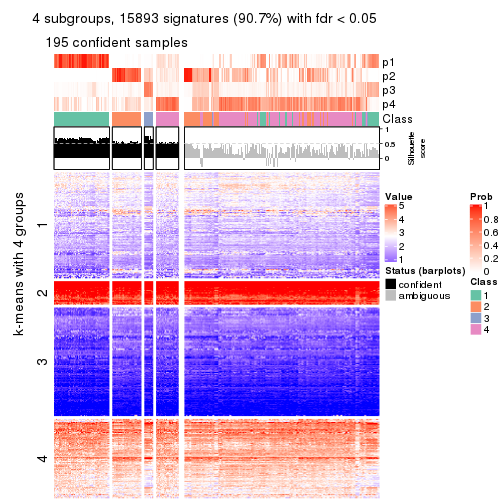 4 subgroups, 15893 signatures (90.7%) with fdr < 0.05
195 confident samples
p1
p2
p3
p4
Class
1
0.5
0
Silhouette
score
k-means with 4 groups
1
2
3
4
Value
5
4
3
2
1
Status (barplots)
confident
ambiguous
Prob
1
0.8
0.6
0.4
0.2
0
Class
1
2
3
4